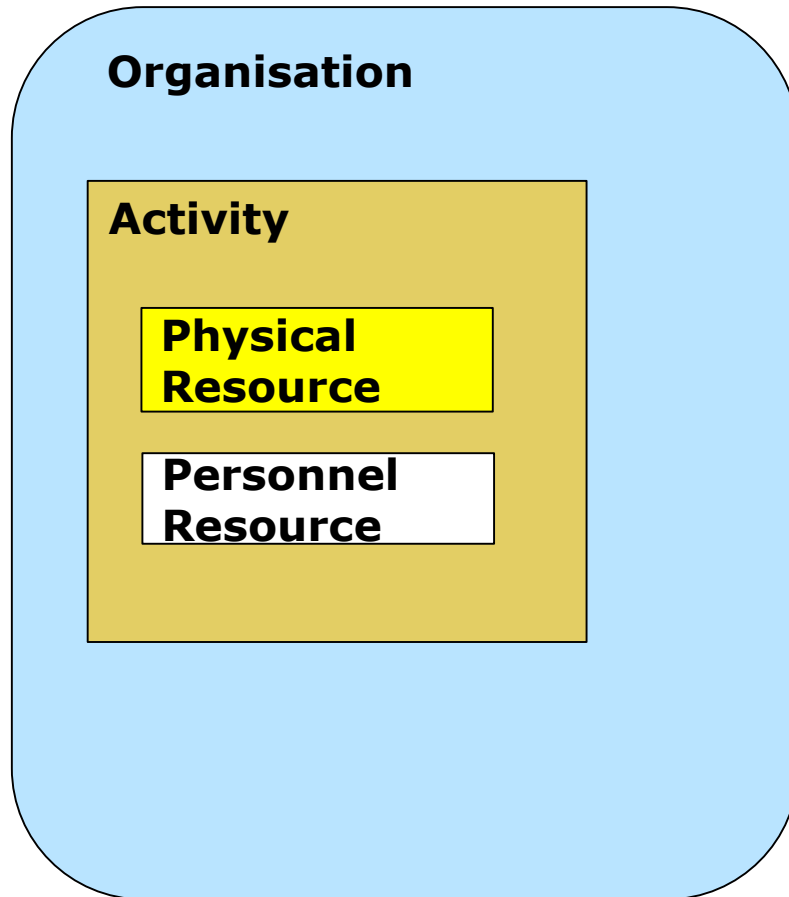 Organisation
Activity
Physical
Resource
Personnel
Resource